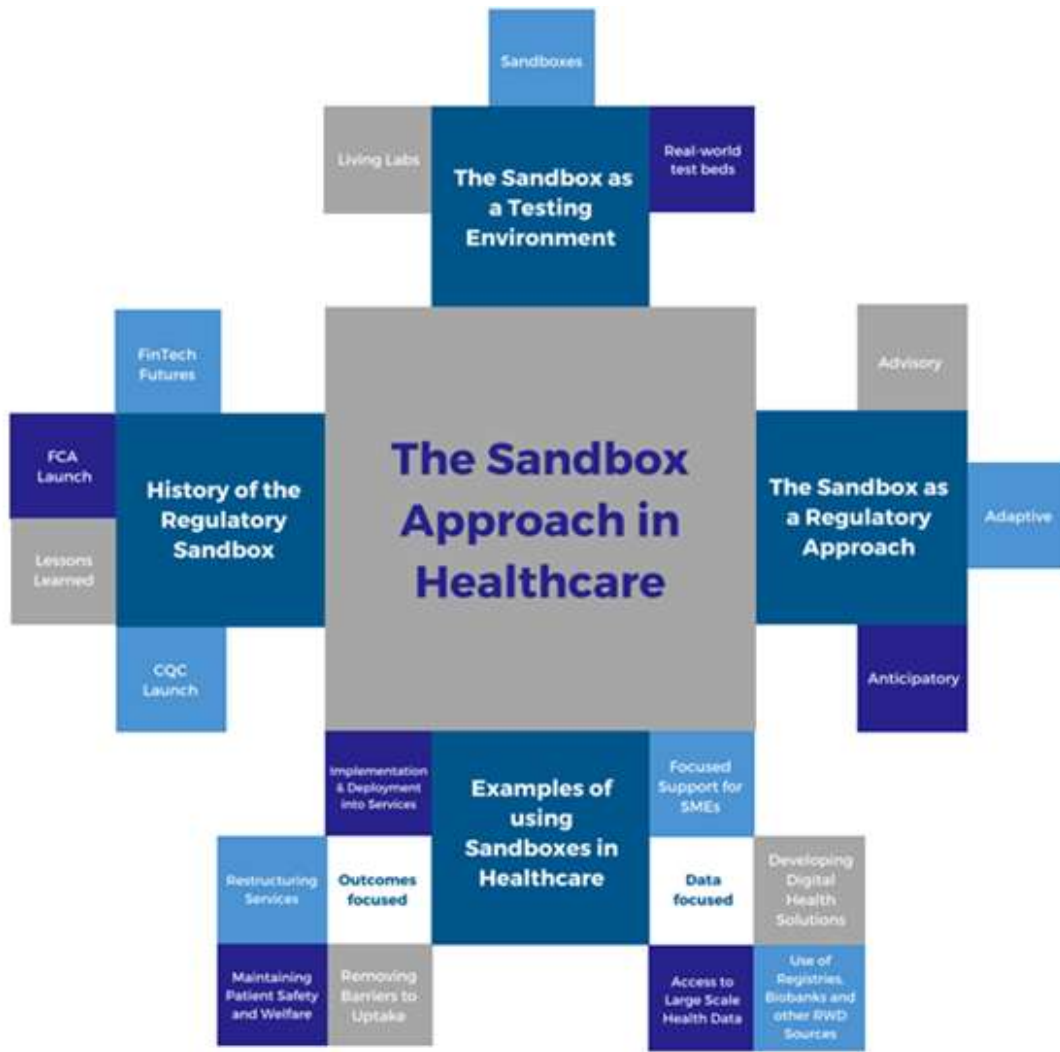 Sandboxes
Living Labs
The Sandbox as
a Testing
Environment
Real-world
test beds
FinTech
Futures
FCA
Launch
History of the
Regulatory
Sandbox
Lessons
Learned
CQC
Launch
The Sandbox
Approach in
Healthcare
Advisory
The Sandbox as
a Regulatory
Approach
Adaptive
Anticipatory
Implementation
& Deployment
into Services
Examples of
using
Sandboxes in
Healthcare
Focused
Support for
SMEs
Restructuring
Services
Outcomes
focused
Data
focused
Developing
Digital
Health
Solutions
Maintaining
Patient Safety
and Welfare
Removing
Barriers to
Uptake
Access to
Large Scale
Health Data
Use of
Registries,
Biobanks and
other RWD
Sources